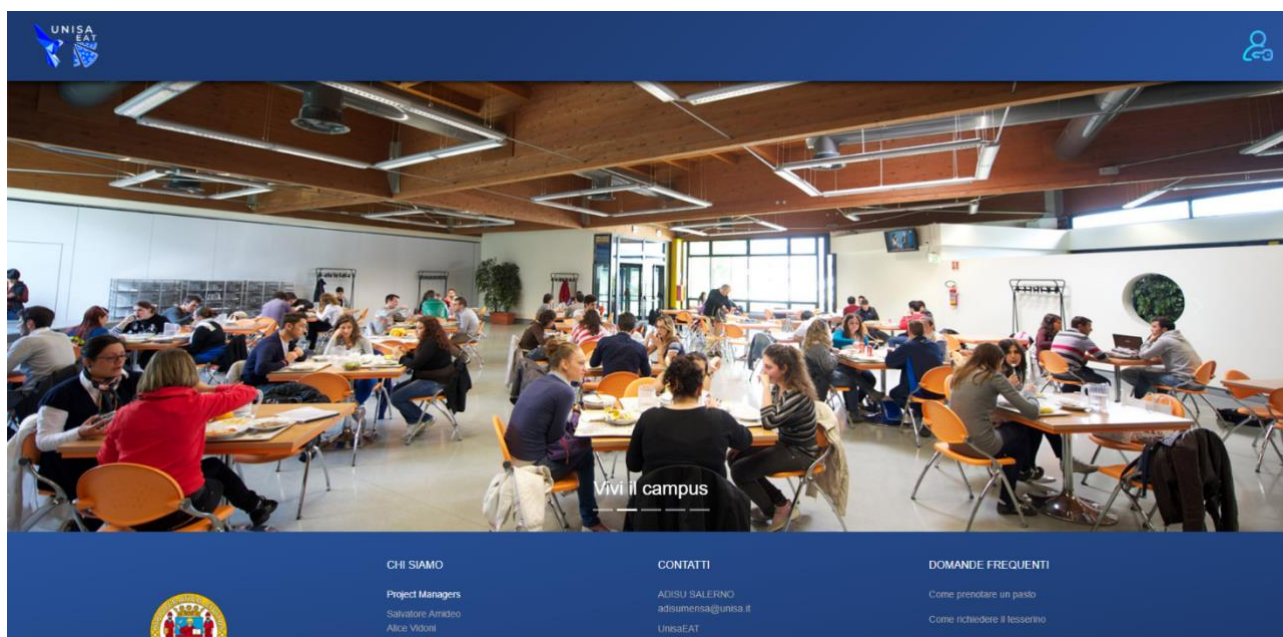 UNISA
EAT
Vivi il campus
CHI SIAMO
Project Managers
Salvatore Amideo
Alice Vidoni
CONTATTI
ADISU SALERNO
adisumensa@unisa.it
UnisaEAT
DOMANDE FREQUENTI
Come prenotare un pasto
Come richiedere il tesserino